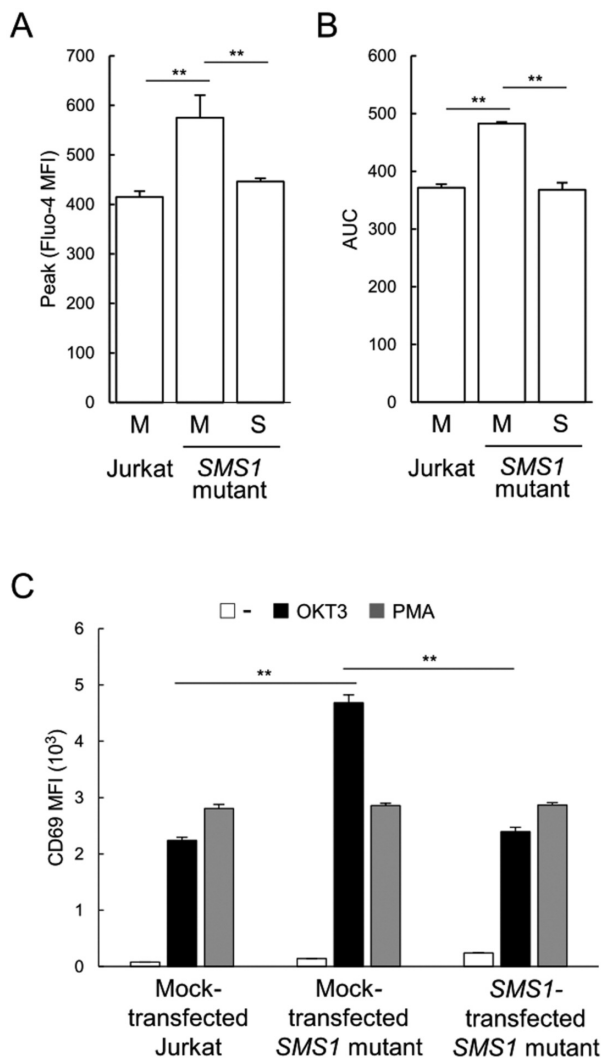 A
Peak (Fluo-4 MFI)
700
600
500
400
300
200
100
0
**
**
M
M
S
Jurkat
SMS1
mutant
B
AUC
600
500
400
300
200
100
0
**
**
M
M
S
Jurkat
SMS1
mutant
C
- OKT3 PMA
CD69 MFI (10³)
6
5
4
3
2
1
0
**
**
Mock-
transfected
Jurkat
Mock-
transfected
SMS1 mutant
SMS1-
transfected
SMS1 mutant